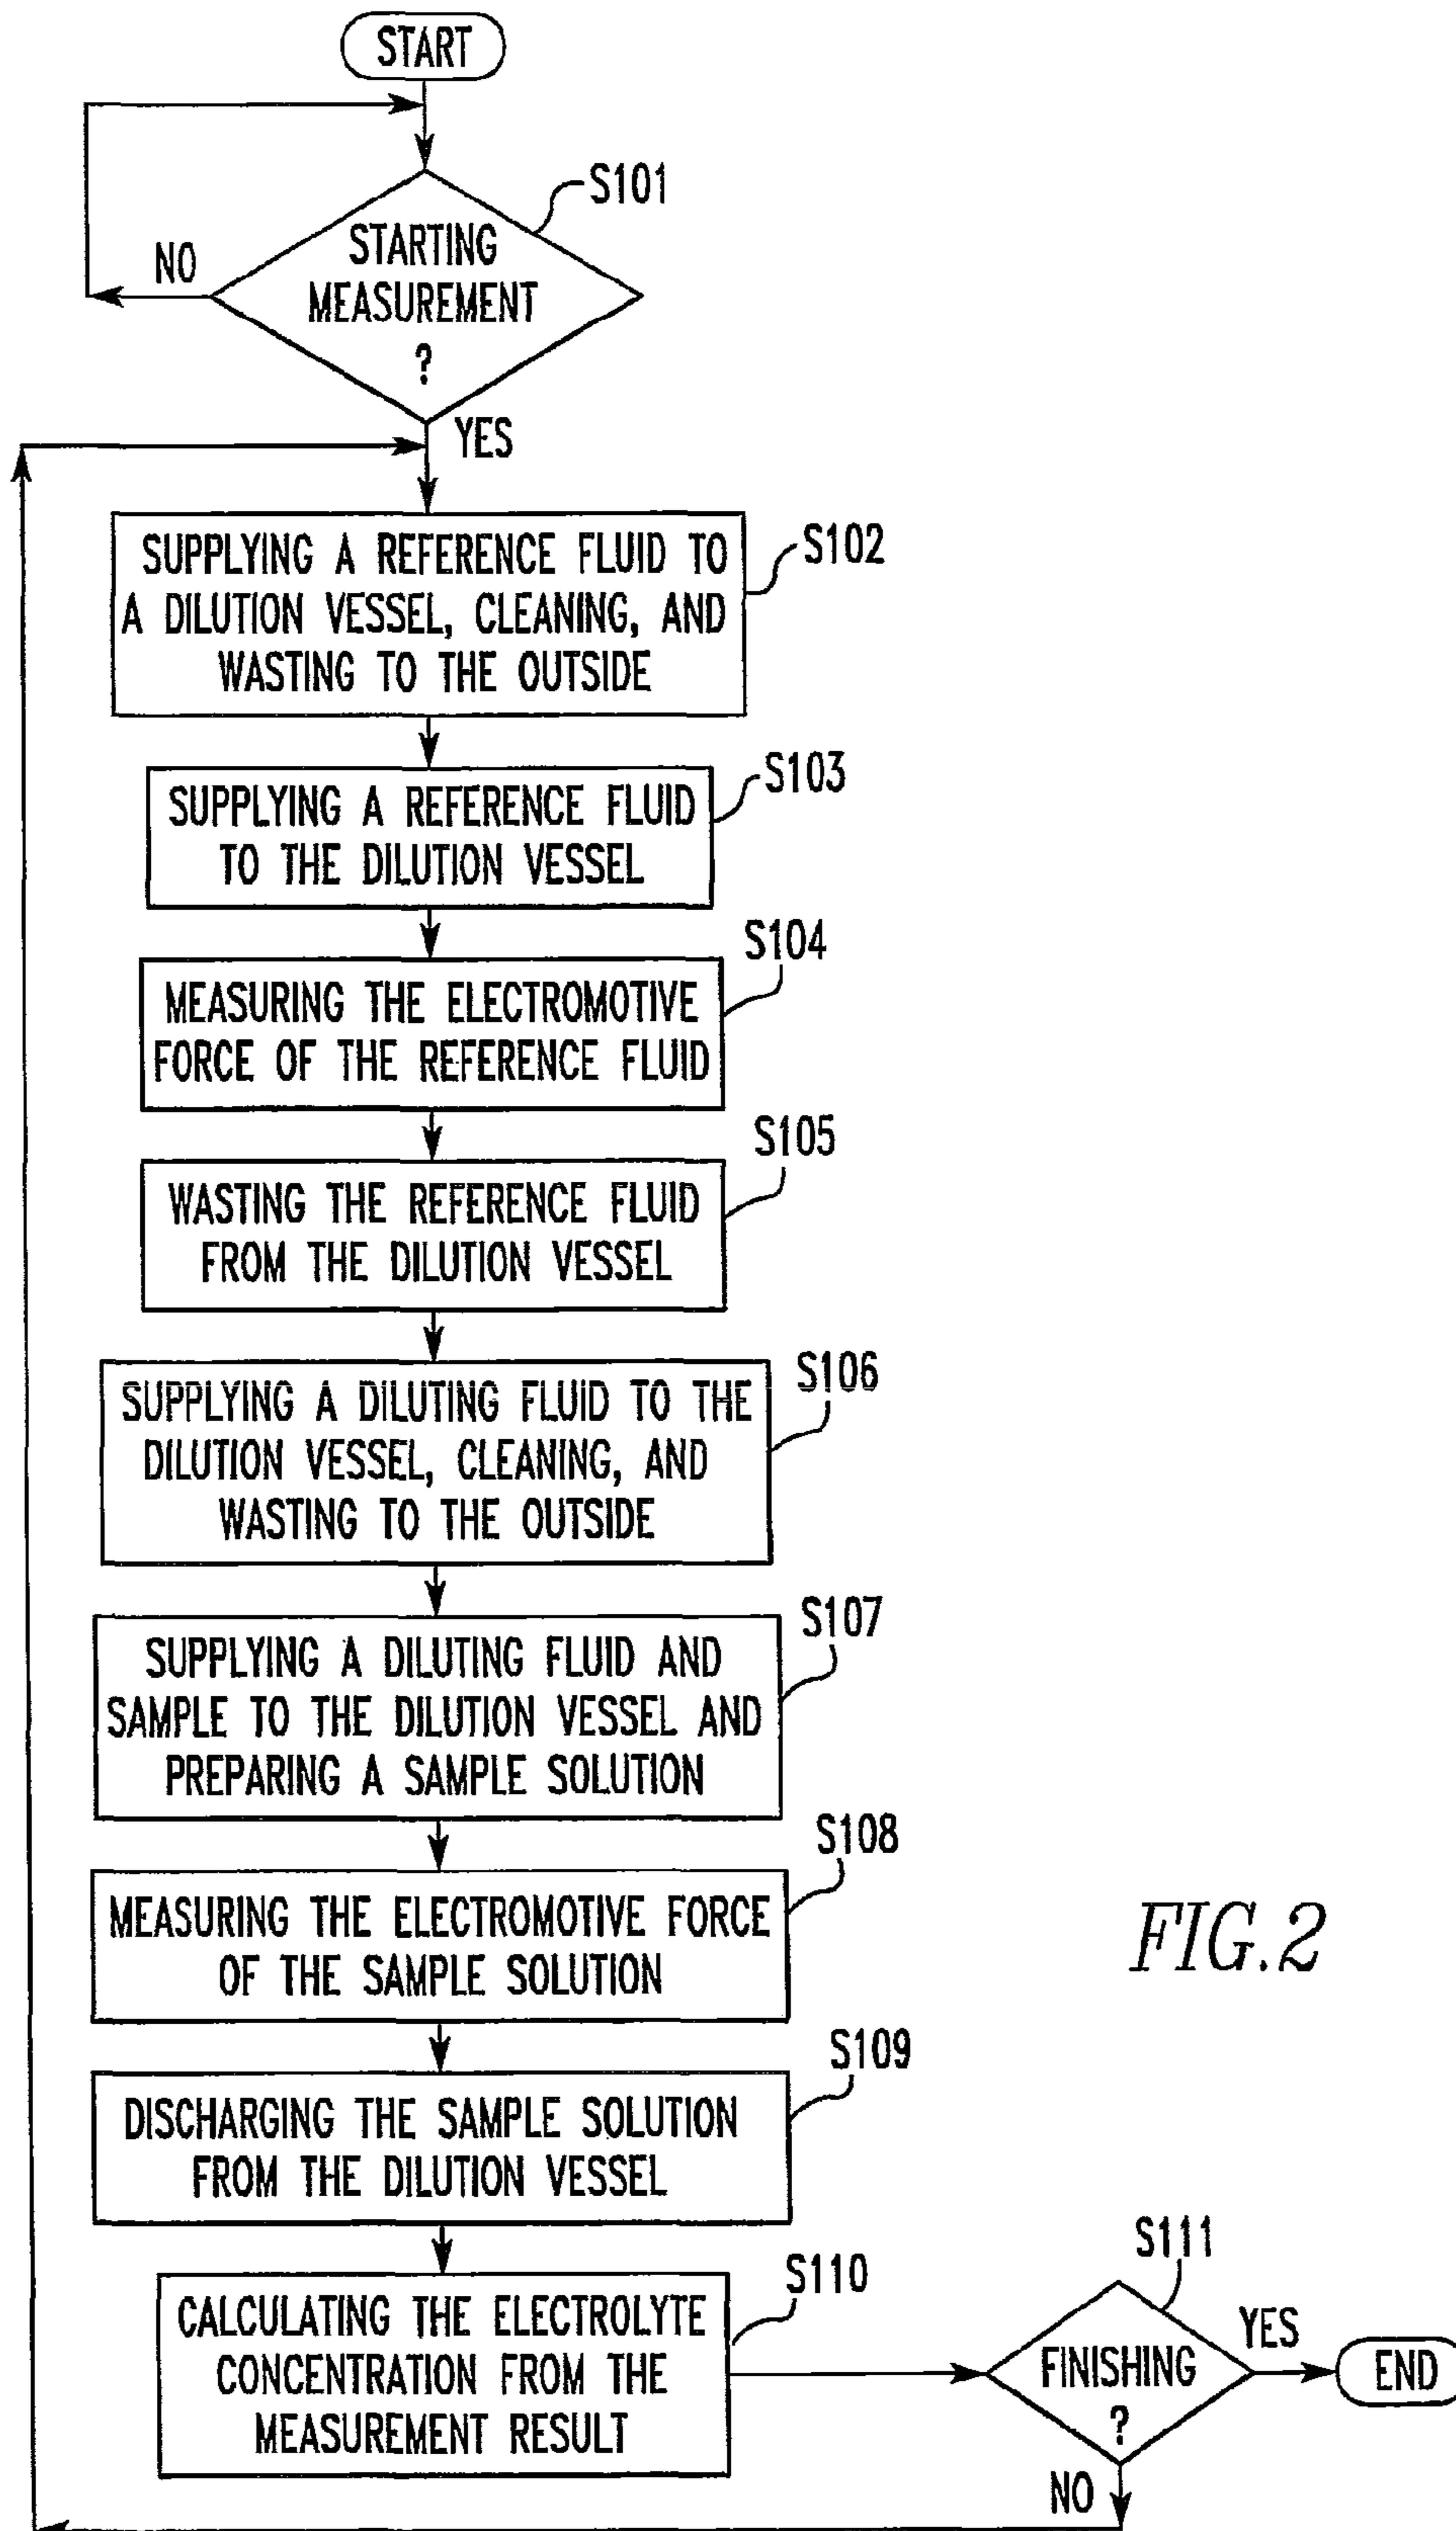 START
S101
STARTING
MEASUREMENT
?
NO
YES
S102
SUPPLYING A REFERENCE FLUID TO
A DILUTION VESSEL, CLEANING, AND
WASTING TO THE OUTSIDE
S103
SUPPLYING A REFERENCE FLUID
TO THE DILUTION VESSEL
S104
MEASURING THE ELECTROMOTIVE
FORCE OF THE REFERENCE FLUID
S105
WASTING THE REFERENCE FLUID
FROM THE DILUTION VESSEL
S106
SUPPLYING A DILUTING FLUID TO THE
DILUTION VESSEL, CLEANING, AND
WASTING TO THE OUTSIDE
S107
SUPPLYING A DILUTING FLUID AND
SAMPLE TO THE DILUTION VESSEL AND
PREPARING A SAMPLE SOLUTION
S108
MEASURING THE ELECTROMOTIVE FORCE
OF THE SAMPLE SOLUTION
FIG.2
S109
DISCHARGING THE SAMPLE SOLUTION
FROM THE DILUTION VESSEL
S110
CALCULATING THE ELECTROLYTE
CONCENTRATION FROM THE
MEASUREMENT RESULT
S111
FINISHING
?
YES
END
NO